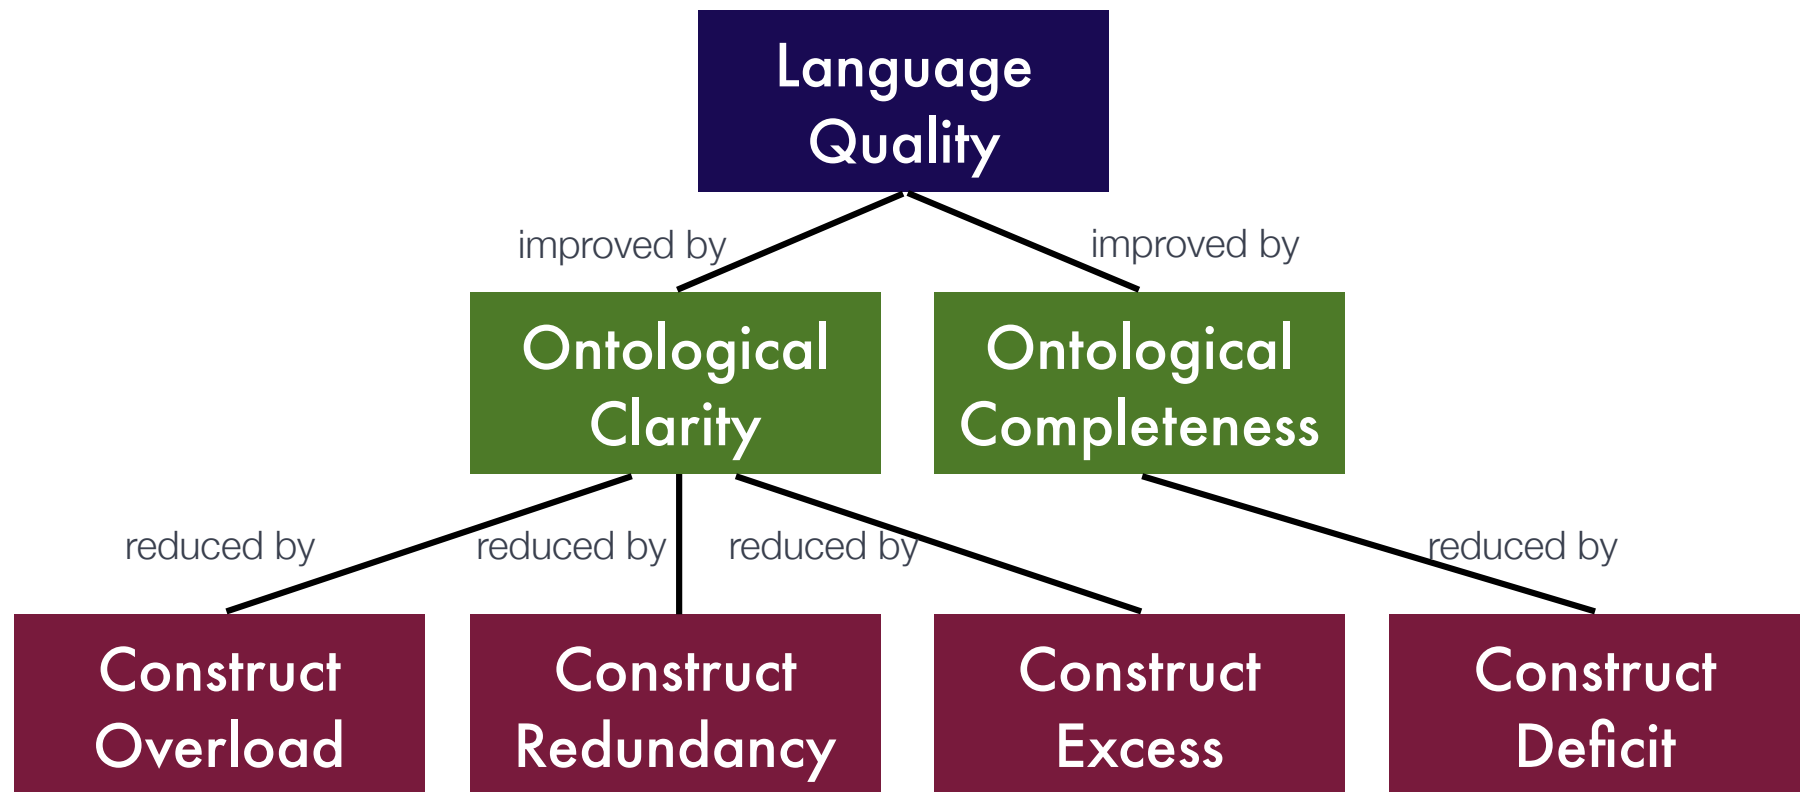 Language
Quality
improved by
improved by
Ontological
Clarity
Ontological
Completeness
reduced by
reduced by
reduced by
reduced by
Construct
Overload
Construct
Redundancy
Construct
Excess
Construct
Deficit